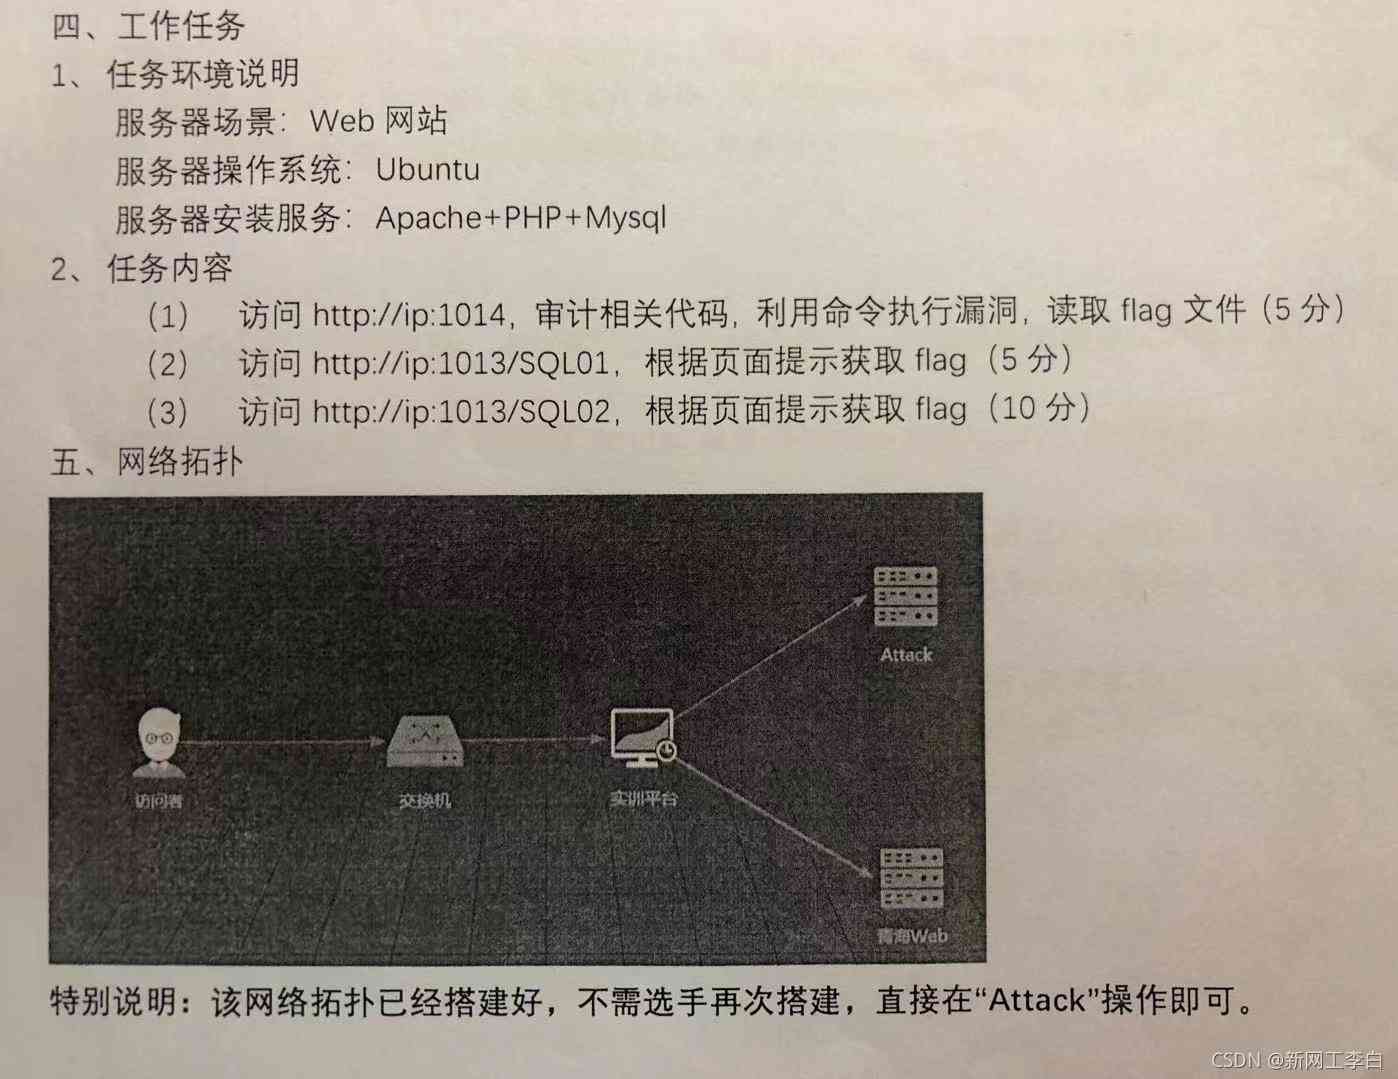 四、工作任务
1、 任务环境说明
服务器场景：Web 网站
服务器操作系统：Ubuntu
服务器安装服务：Apache+PHP+Mysql
2、 任务内容
（1） 访问 http://ip:1014，审计相关代码，利用命令执行漏洞，读取 flag 文件（5 分）
（2） 访问 http://ip:1013/SQL01，根据页面提示获取 flag（5 分）
（3） 访问 http://ip:1013/SQL02，根据页面提示获取 flag（10 分）
五、网络拓扑
Attack
访问者
交换机
实训平台
青海Web
特别说明：该网络拓扑已经搭建好，不需选手再次搭建，直接在“Attack”操作即可。
CSDN @新网工李白